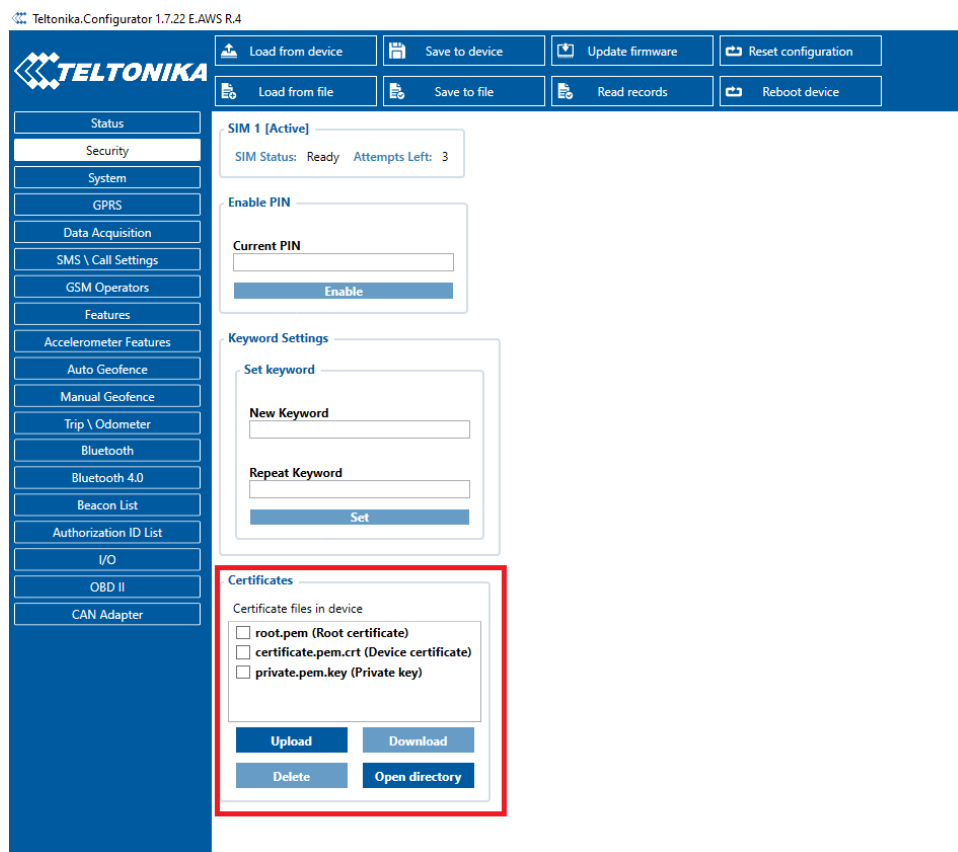 Teltonika.Configurator 1.7.22 E.AWS R.4
TELTONIKA
Load from device
Save to device
Update firmware
Reset configuration
Load from file
Save to file
Read records
Reboot device
Status
Security
System
GPRS
Data Acquisition
SMS \ Call Settings
GSM Operators
Features
Accelerometer Features
Auto Geofence
Manual Geofence
Trip \ Odometer
Bluetooth
Bluetooth 4.0
Beacon List
Authorization ID List
I/O
OBD II
CAN Adapter
SIM 1 [Active]
SIM Status: Ready Attempts Left: 3
Enable PIN
Current PIN
Enable
Keyword Settings
Set keyword
New Keyword
Repeat Keyword
Set
Certificates
Certificate files in device
root.pem (Root certificate)
certificate.pem.crt (Device certificate)
private.pem.key (Private key)
Upload
Download
Delete
Open directory